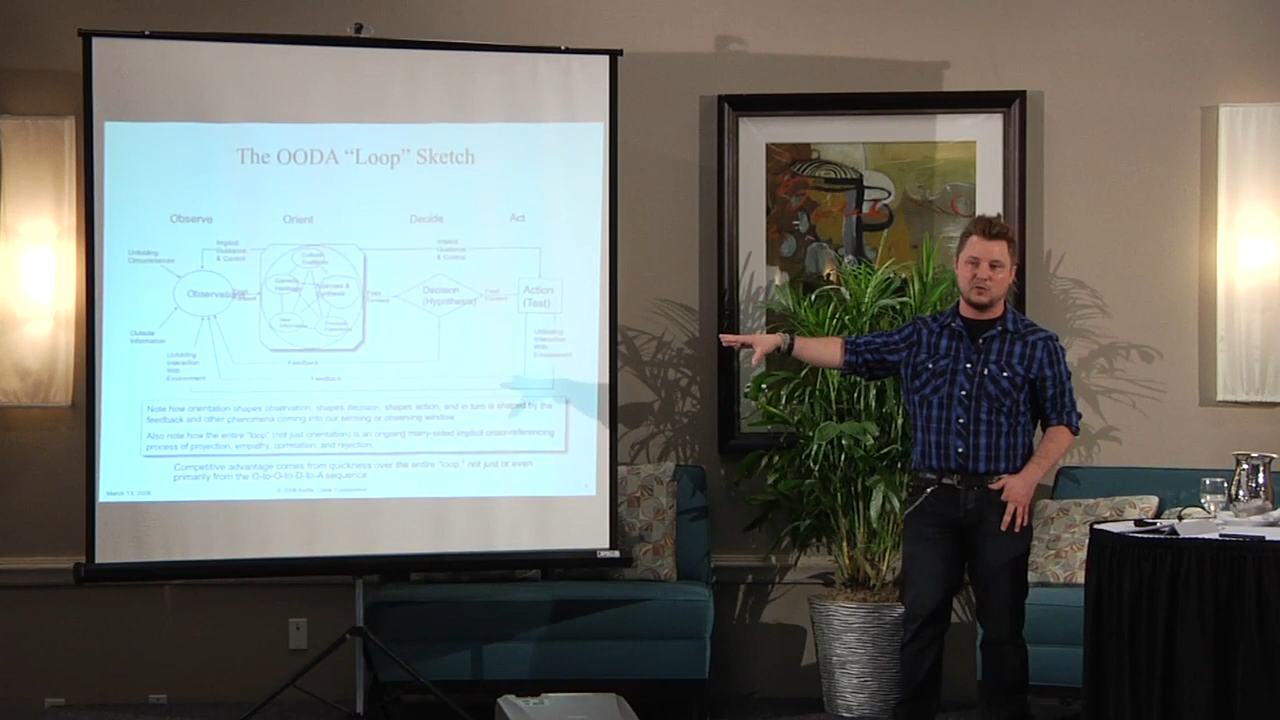 The OODA “Loop” Sketch
Observe Orient Decide Act
Implicit
Guidance
& Control
Implicit
Guidance
& Control
Unfolding
Circumstances
Cultural
Traditions
Genetic
Heritage
Analyses &
Synthesis
New
Information
Previous
Experience
Observations
Feed
Forward
Feed
Forward
Decision
(Hypothesis)
Feed
Forward
Action
(Test)
Outside
Information
Unfolding
Interaction
With
Environment
Unfolding
Interaction
With
Environment
Feedback
Feedback
Note how orientation shapes observation, shapes decision, shapes action, and in turn is shaped by the
feedback and other phenomena coming into our sensing or observing window.
Also note how the entire “loop” (not just orientation) is an ongoing many-sided implicit cross-referencing
process of projection, empathy, correlation, and rejection.
Competitive advantage comes from quickness over the entire “loop,” not just or even
primarily from the O-to-O-to-D-to-A sequence.